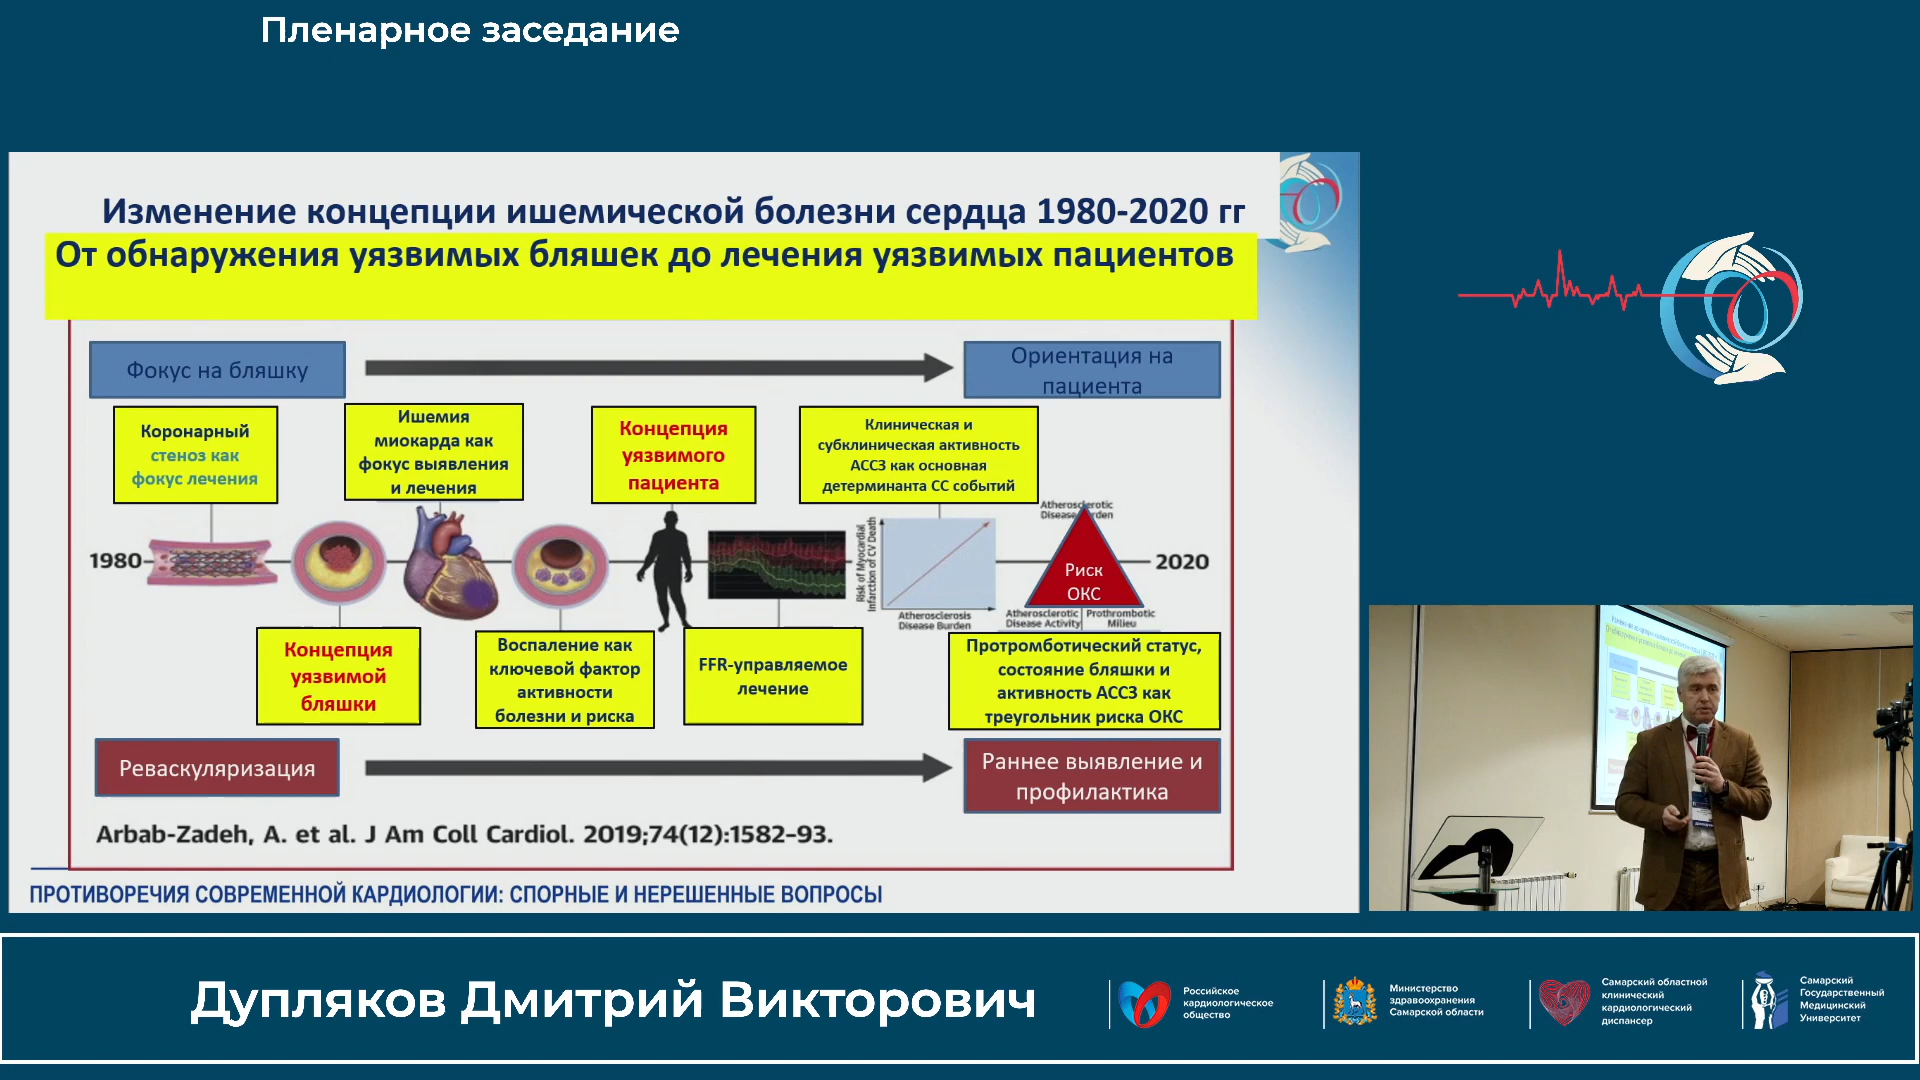 Пленарное заседание
Изменение концепции ишемической болезни сердца 1980-2020 гг
От обнаружения уязвимых бляшек до лечения уязвимых пациентов
Фокус на бляшку
Ориентация на
пациента
Коронарный
стеноз как
фокус лечения
Ишемия
миокарда как
фокус выявления
и лечения
Концепция
уязвимого
пациента
Клиническая и
субклиническая активность
АССЗ как основная
детерминанта СС событий
1980
Risk of Myocardial
Infarction of CV Death
Atherosclerosis
Disease Burden
Atherosclerotic
Disease Burden
Риск
ОКС
Atherosclerotic
Disease Activity
Prothrombotic
Milieu
2020
Концепция
уязвимой
бляшки
Воспаление как
ключевой фактор
активности
болезни и риска
FFR-управляемое
лечение
Протромботический статус,
состояние бляшки и
активность АССЗ как
треугольник риска ОКС
Реваскуляризация
Раннее выявление и
профилактика
Arbab-Zadeh, A. et al. J Am Coll Cardiol. 2019;74(12):1582–93.
ПРОТИВОРЕЧИЯ СОВРЕМЕННОЙ КАРДИОЛОГИИ: СПОРНЫЕ И НЕРЕШЕННЫЕ ВОПРОСЫ
Дупляков Дмитрий Викторович
Российское
кардиологическое
общество
Министерство
здравоохранения
Самарской области
Самарский областной
клинический
кардиологический
диспансер
Самарский
Государственный
Медицинский
Университет